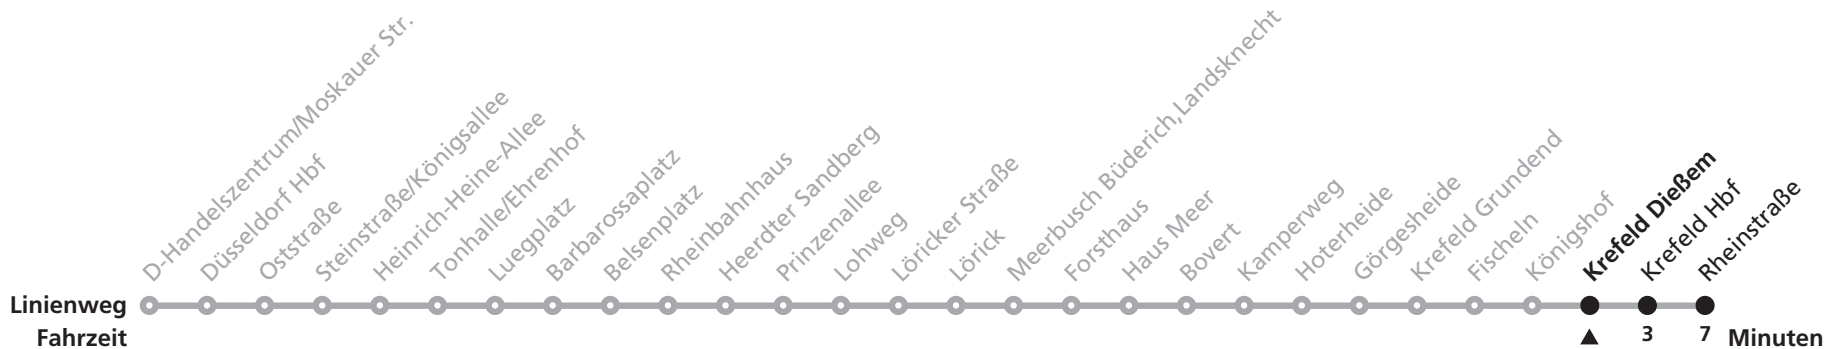 D-Handelszentrum/Moskauer Str.
Düsseldorf Hbf
Oststraße
Steinstraße/Königsallee
Heinrich-Heine-Allee
Tonhalle/Ehrenhof
Luegplatz
Barbarossaplatz
Belsenplatz
Rheinbahnhaus
Heerdter Sandberg
Prinzenallee
Lohweg
Löricker Straße
Lörick
Meerbusch Büderich,Landsknecht
Forsthaus
Haus Meer
Bovert
Kamperweg
Hoterheide
Görgesheide
Krefeld Grundend
Fischeln
Königshof
Krefeld Dießem
Krefeld Hbf
Rheinstraße
Linienweg
Fahrzeit ▲ 3 7 Minuten